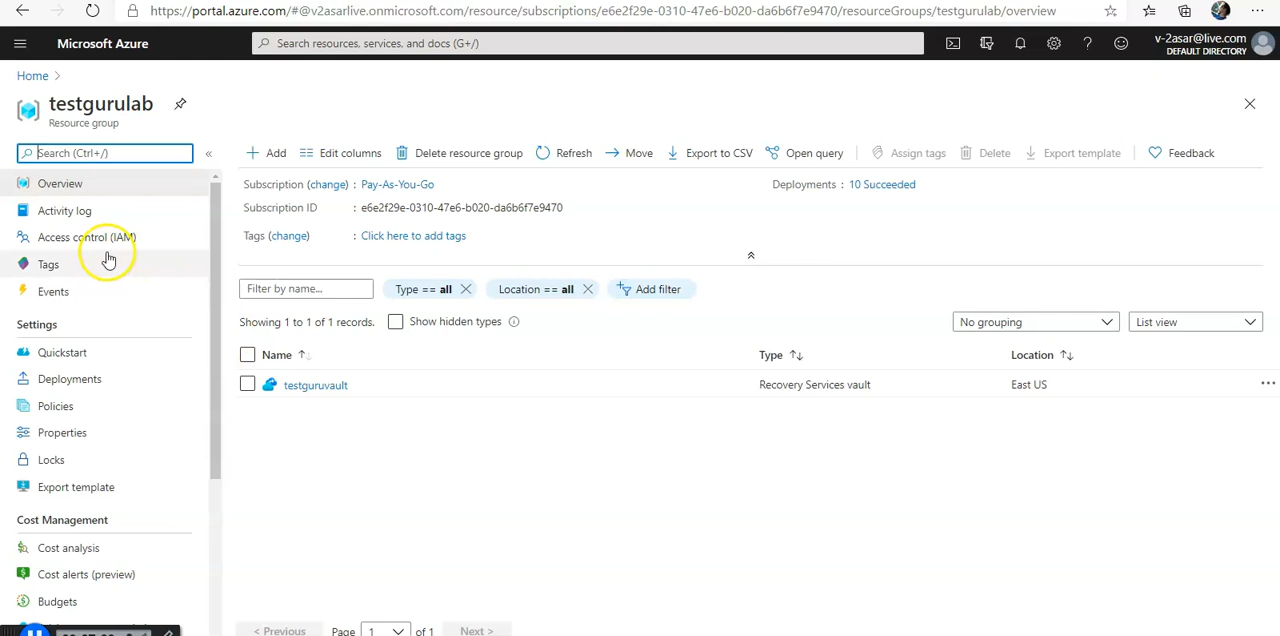 https://portal.azure.com/#@v2asarlive.onmicrosoft.com/resource/subscriptions/e6e2f29e-0310-47e6-b020-da6b6f7e9470/resourceGroups/testgurulab/overview
Microsoft Azure
Search resources, services, and docs (G+/)
v-2asar@live.com
DEFAULT DIRECTORY
Home >
testgurulab
Resource group
Search (Ctrl+/)
«
Add
Edit columns
Delete resource group
Refresh
Move
Export to CSV
Open query
Assign tags
Delete
Export template
Feedback
Overview
Activity log
Access control (IAM)
Tags
Events
Settings
Quickstart
Deployments
Policies
Properties
Locks
Export template
Cost Management
Cost analysis
Cost alerts (preview)
Budgets
Subscription (change) : Pay-As-You-Go
Deployments : 10 Succeeded
Subscription ID : e6e2f29e-0310-47e6-b020-da6b6f7e9470
Tags (change) : Click here to add tags
Filter by name...
Type == all
Location == all
Add filter
Showing 1 to 1 of 1 records.
Show hidden types
No grouping
List view
Name
Type
Location
testguruvault
Recovery Services vault
East US
< Previous
Page 1 of 1
Next >